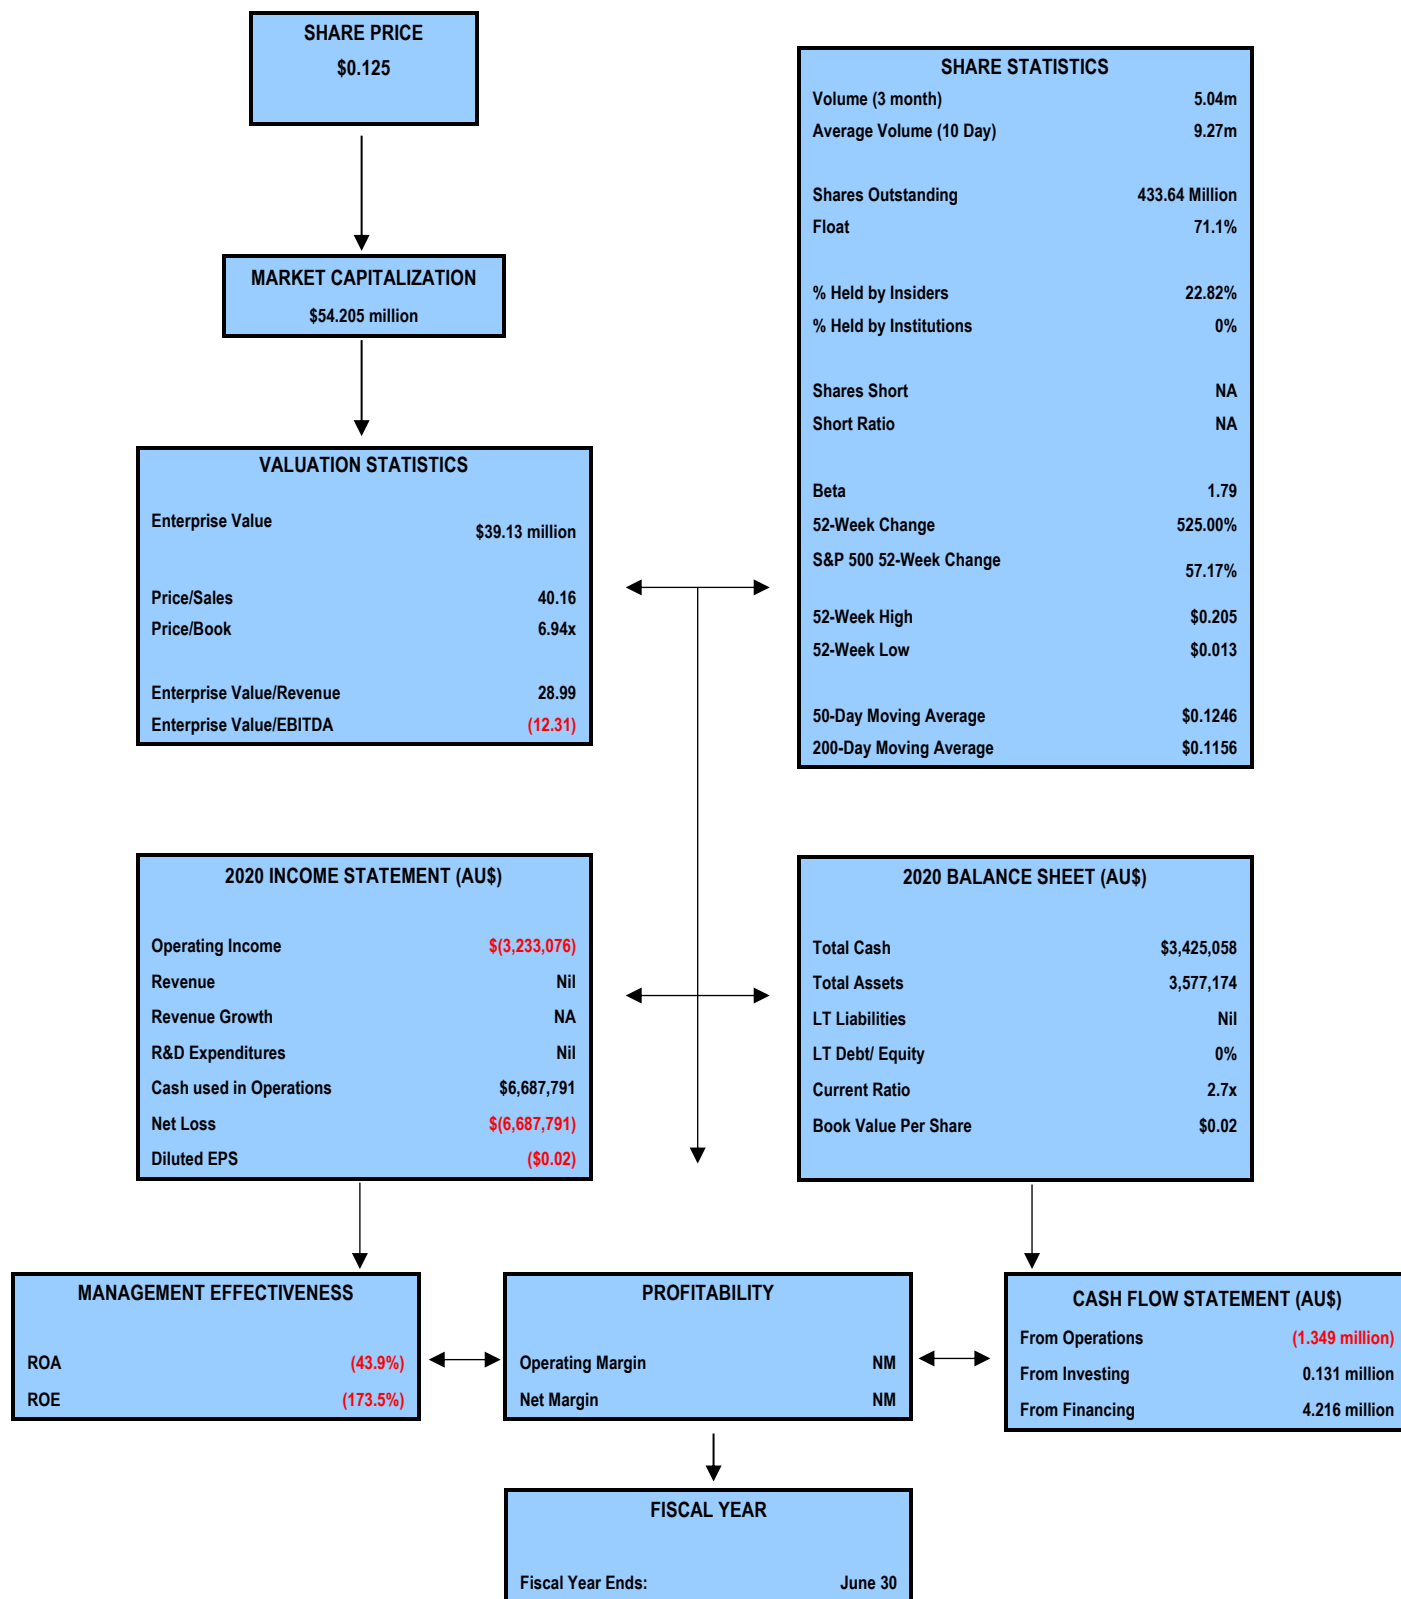 SHARE PRICE
$0.125
MARKET CAPITALIZATION
$54.205 million
VALUATION STATISTICS
Enterprise Value $39.13 million
Price/Sales 40.16
Price/Book 6.94x
Enterprise Value/Revenue 28.99
Enterprise Value/EBITDA (12.31)
SHARE STATISTICS
Volume (3 month) 5.04m
Average Volume (10 Day) 9.27m
Shares Outstanding 433.64 Million
Float 71.1%
% Held by Insiders 22.82%
% Held by Institutions 0%
Shares Short NA
Short Ratio NA
Beta 1.79
52-Week Change 525.00%
S&P 500 52-Week Change 57.17%
52-Week High $0.205
52-Week Low $0.013
50-Day Moving Average $0.1246
200-Day Moving Average $0.1156
2020 INCOME STATEMENT (AU$)
Operating Income $(3,233,076)
Revenue Nil
Revenue Growth NA
R&D Expenditures Nil
Cash used in Operations $6,687,791
Net Loss $(6,687,791)
Diluted EPS ($0.02)
2020 BALANCE SHEET (AU$)
Total Cash $3,425,058
Total Assets 3,577,174
LT Liabilities Nil
LT Debt/ Equity 0%
Current Ratio 2.7x
Book Value Per Share $0.02
MANAGEMENT EFFECTIVENESS
ROA (43.9%)
ROE (173.5%)
PROFITABILITY
Operating Margin NM
Net Margin NM
CASH FLOW STATEMENT (AU$)
From Operations (1.349 million)
From Investing 0.131 million
From Financing 4.216 million
FISCAL YEAR
Fiscal Year Ends: June 30